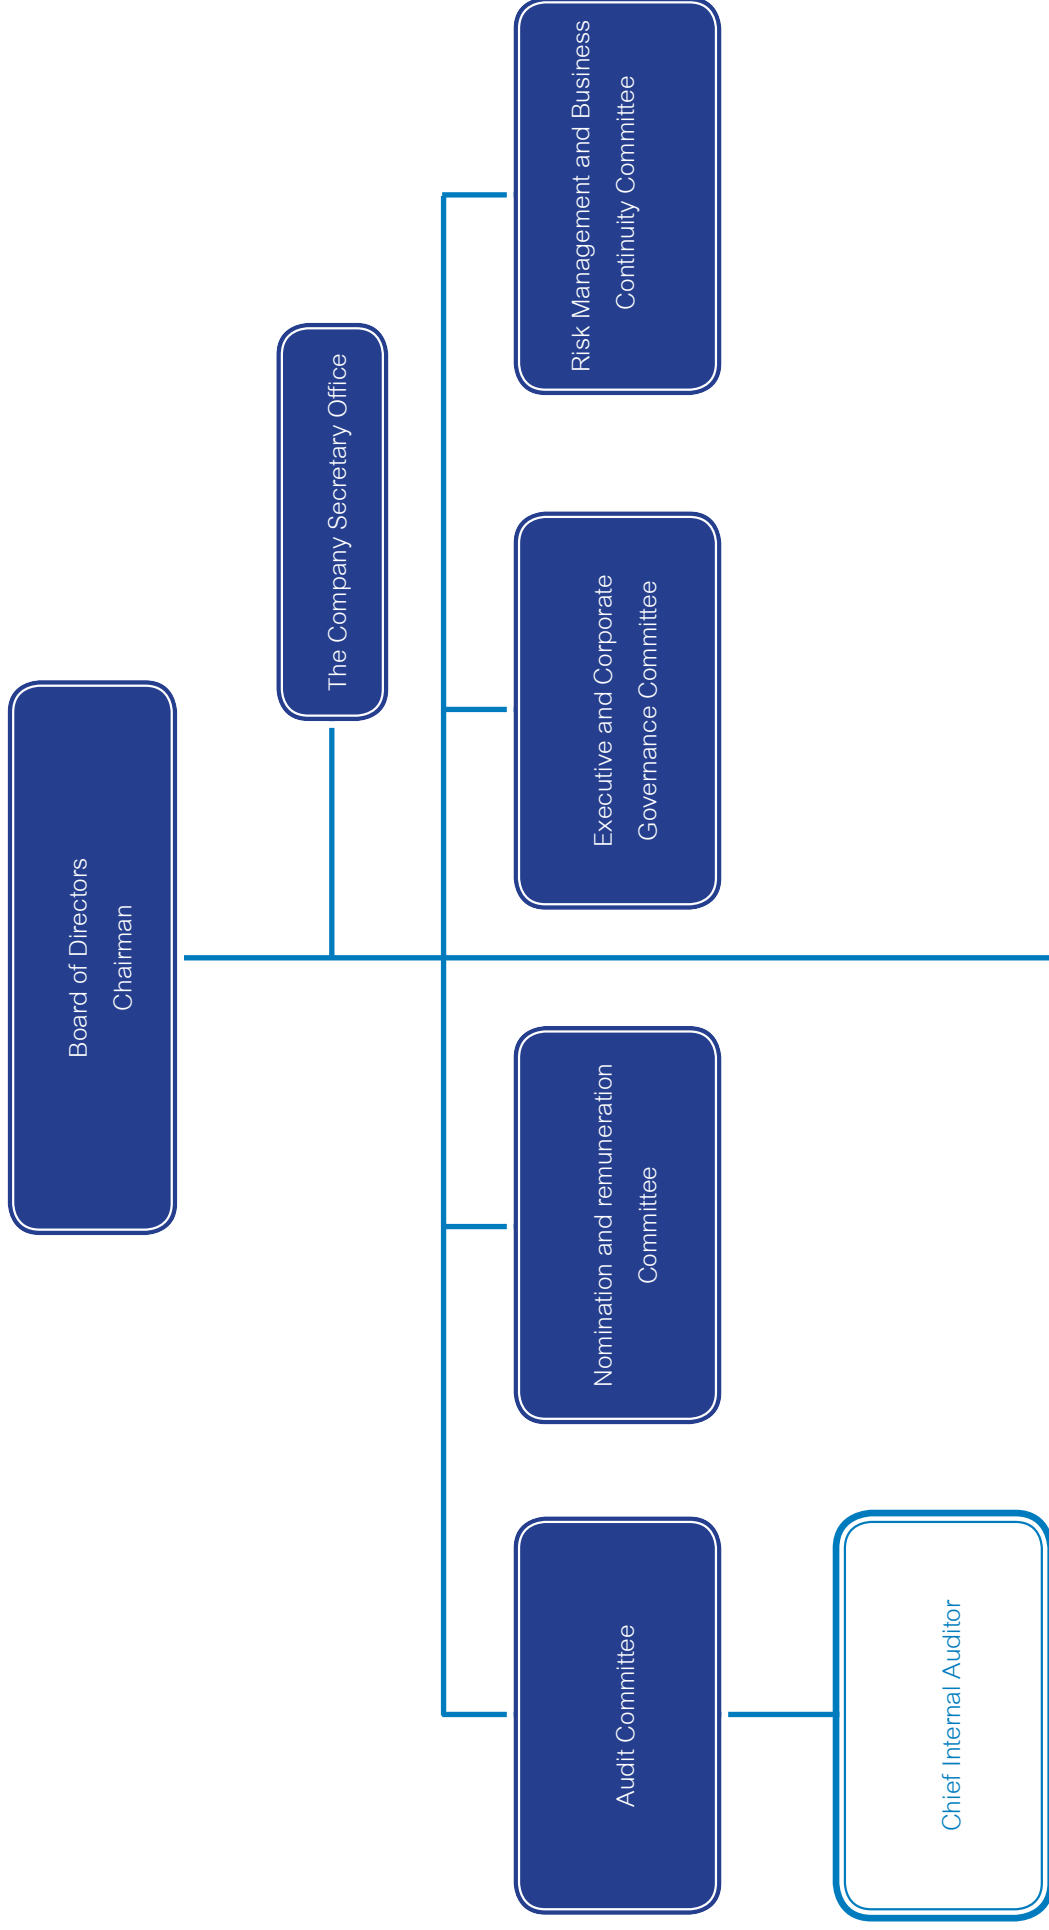 Board of Directors
Chairman
The Company Secretary Office
Audit Committee
Nomination and remuneration
Committee
Executive and Corporate
Governance Committee
Risk Management and Business
Continuity Committee
Chief Internal Auditor